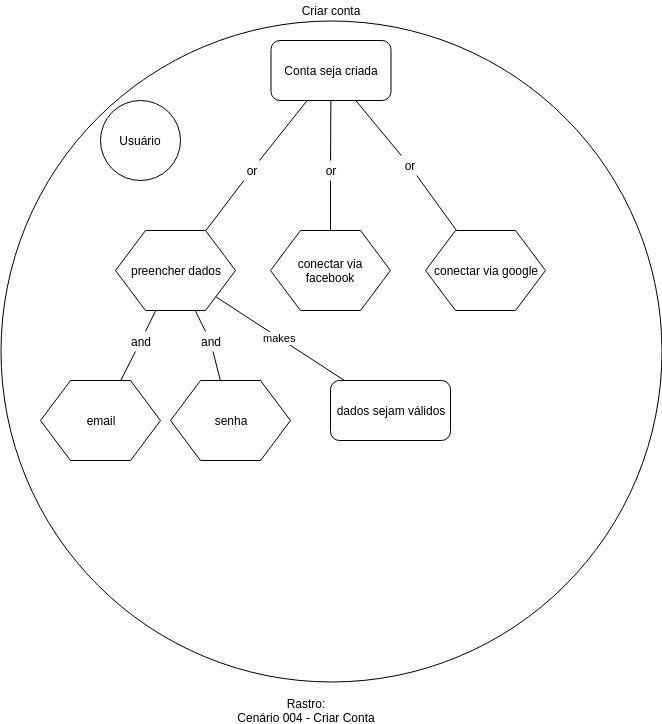 Criar conta
Conta seja criada
Usuário
or
or
or
preencher dados
conectar via
facebook
conectar via google
and
and
makes
email
senha
dados sejam válidos
Rastro:
Cenário 004 - Criar Conta